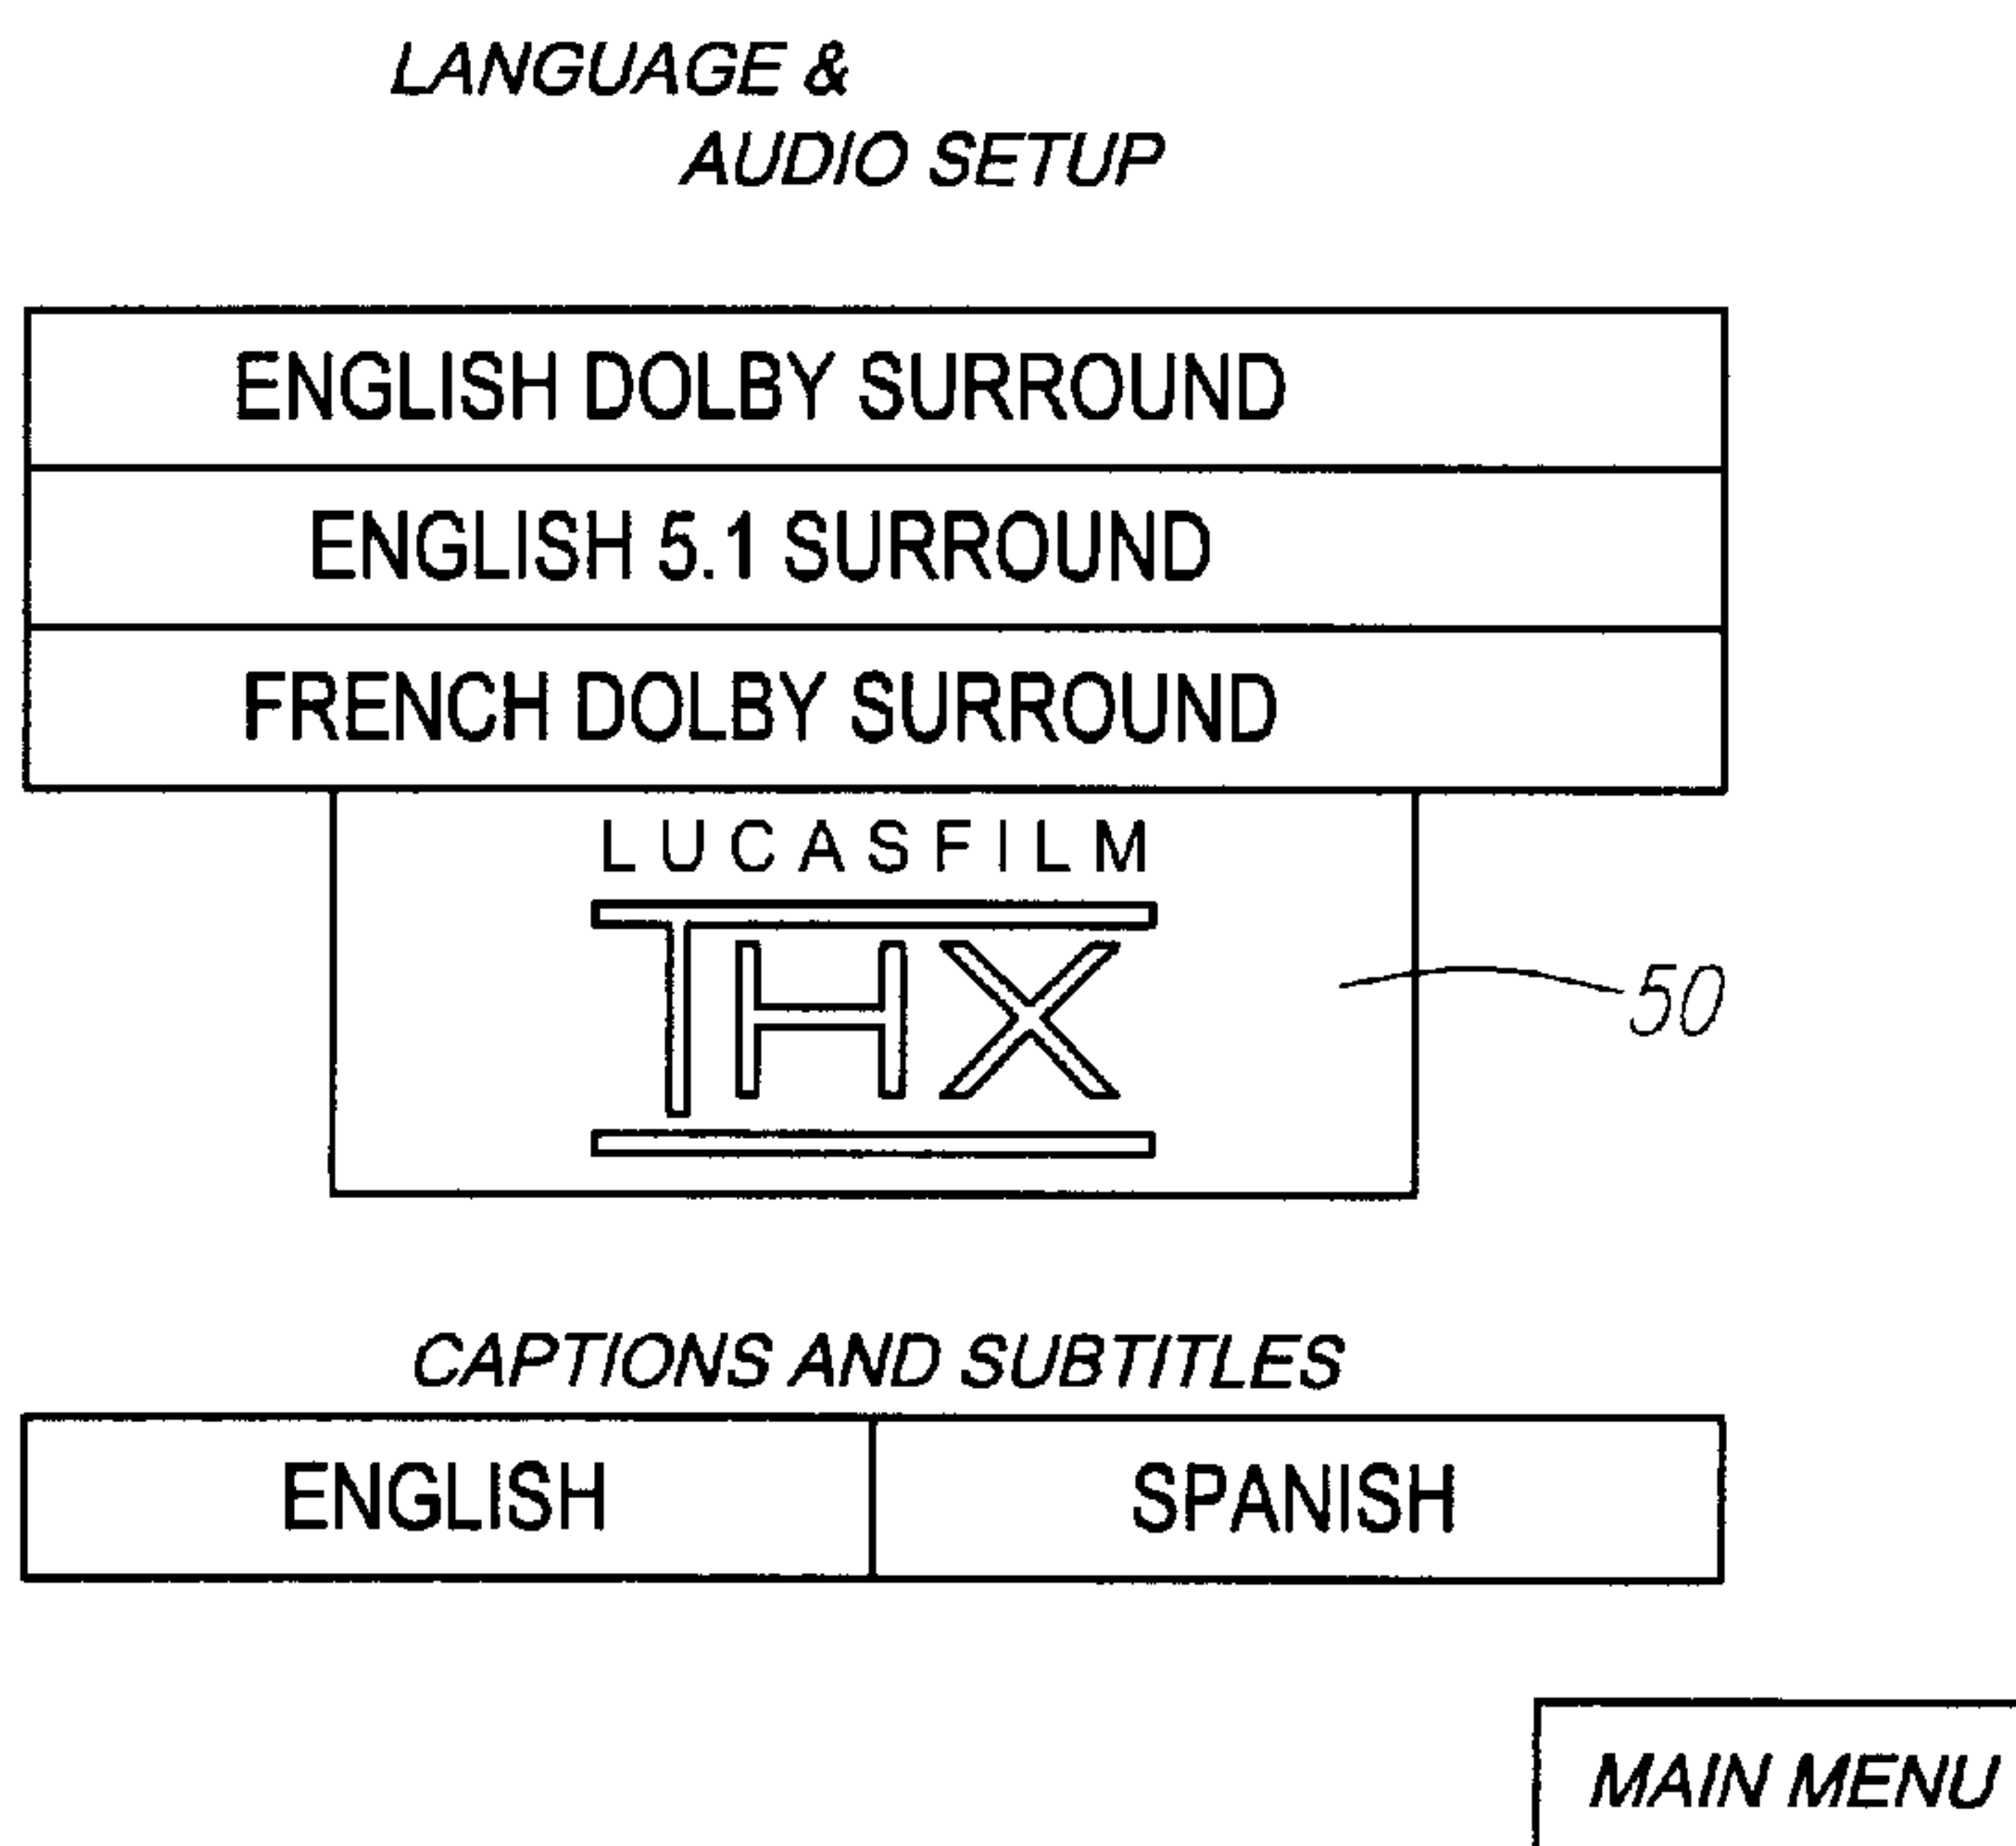 LANGUAGE &
AUDIO SETUP
ENGLISH DOLBY SURROUND
ENGLISH 5.1 SURROUND
FRENCH DOLBY SURROUND
LUCASFILM
THX
50
CAPTIONS AND SUBTITLES
ENGLISH
SPANISH
MAIN MENU